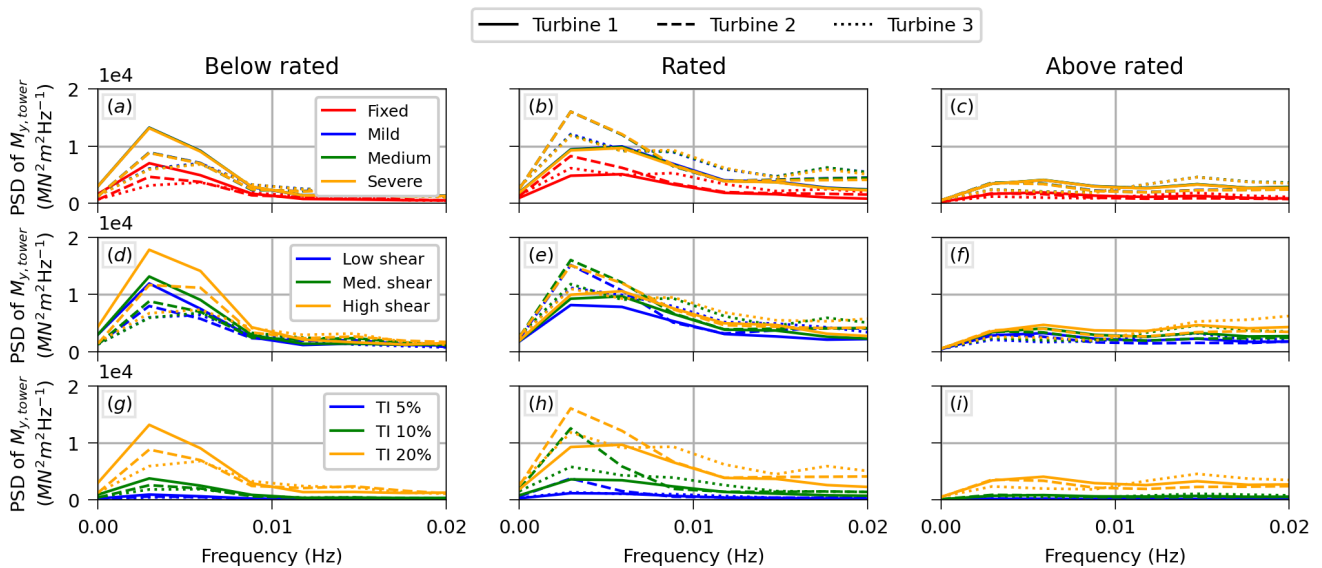 Turbine 1 Turbine 2 Turbine 3
Below rated Rated Above rated
1e4
PSD of M_{y,tower}
(MN²m²Hz⁻¹)
2
1
0
(a)
Fixed
Mild
Medium
Severe
(b)
(c)
1e4
PSD of M_{y,tower}
(MN²m²Hz⁻¹)
2
1
0
(d)
Low shear
Med. shear
High shear
(e)
(f)
1e4
PSD of M_{y,tower}
(MN²m²Hz⁻¹)
2
1
0
(g)
TI 5%
TI 10%
TI 20%
(h)
(i)
0.00 0.01 0.02 0.00 0.01 0.02 0.00 0.01 0.02
Frequency (Hz) Frequency (Hz) Frequency (Hz)